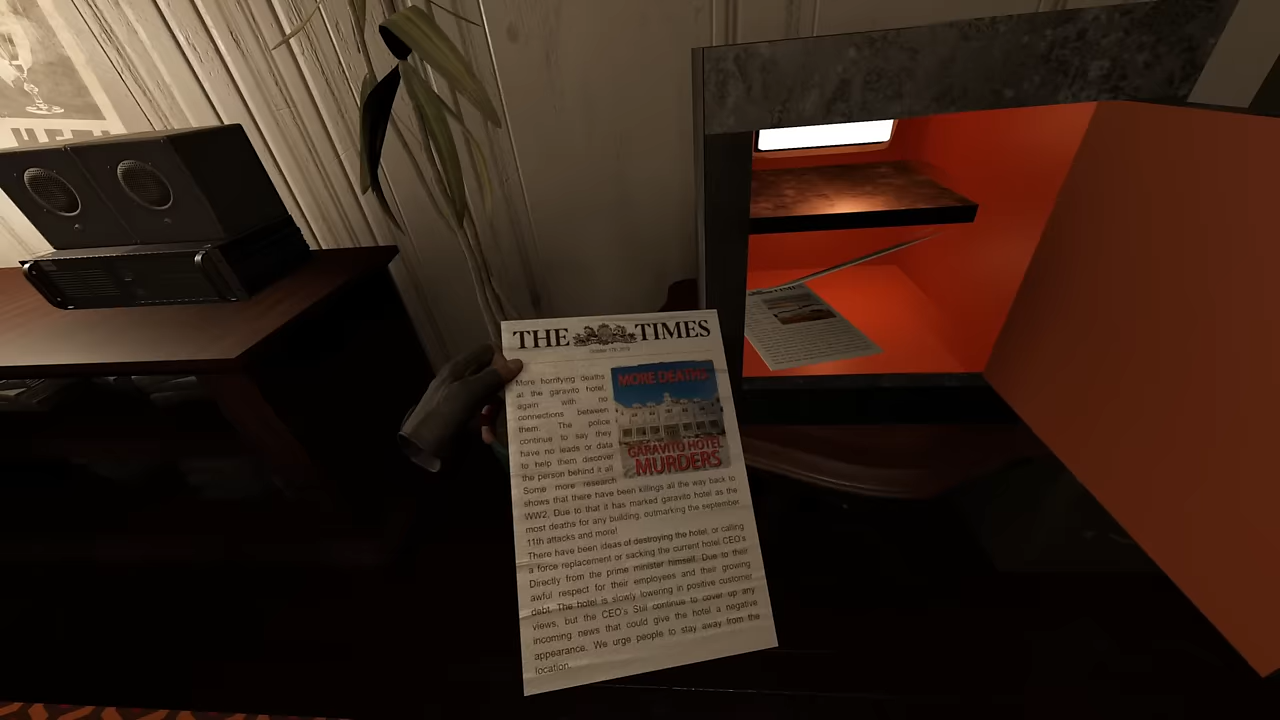 THE TIMES
October 17th, 2018
More horrifying deaths
at the garavito hotel,
again with no
connections between
them. The police
continue to say they
have no leads or data
to help them discover
the person behind it all
Some more research
shows that there have been killings all the way back to
WW2, Due to that it has marked garavito hotel as the
most deaths for any building, outmarking the september
11th attacks and more!
There have been ideas of destroying the hotel, or calling
a force replacement or sacking the current hotel CEO's
Directly from the prime minister himself. Due to their
awful respect for their employees and their growing
debt. The hotel is slowly lowering in positive customer
views, but the CEO's Still continue to cover up any
incoming news that could give the hotel a negative
appearance. We urge people to stay away from the
location.
MORE DEATHS
GARAVITO HOTEL
MURDERS